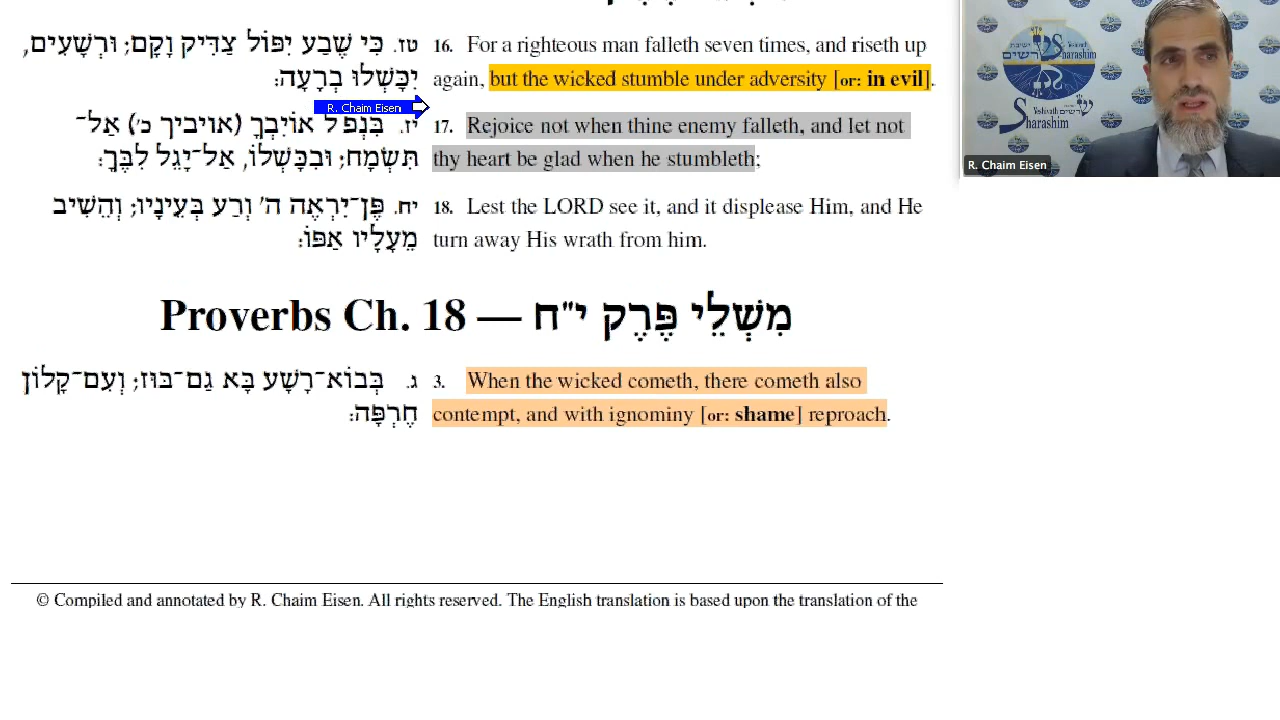 טז. כִּי שֶׁבַע יִפּוֹל צַדִּיק וָקָם; וּרְשָׁעִים,
יִכָּשְׁלוּ בְרָעָה:
16. For a righteous man falleth seven times, and riseth up
again, but the wicked stumble under adversity [or: in evil].
R. Chaim Eisen
יז. בִּנְפֹל אוֹיִבְךָ (אויביך כ׳) אַל־
תִּשְׂמָח; וּבִכָּשְׁלוֹ, אַל־יָגֵל לִבֶּךָ:
17. Rejoice not when thine enemy falleth, and let not
thy heart be glad when he stumbleth;
יח. פֶּן־יִרְאֶה ה׳ וְרַע בְּעֵינָיו; וְהֵשִׁיב
מֵעָלָיו אַפּוֹ:
18. Lest the LORD see it, and it displease Him, and He
turn away His wrath from him.
Proverbs Ch. 18 — מִשְׁלֵי פֶּרֶק י״ח
ג. בְּבוֹא־רָשָׁע בָּא גַם־בּוּז; וְעִם־קָלוֹן
חֶרְפָּה:
3. When the wicked cometh, there cometh also
contempt, and with ignominy [or: shame] reproach.
© Compiled and annotated by R. Chaim Eisen. All rights reserved. The English translation is based upon the translation of the
Yeshivath
Sharashim
R. Chaim Eisen